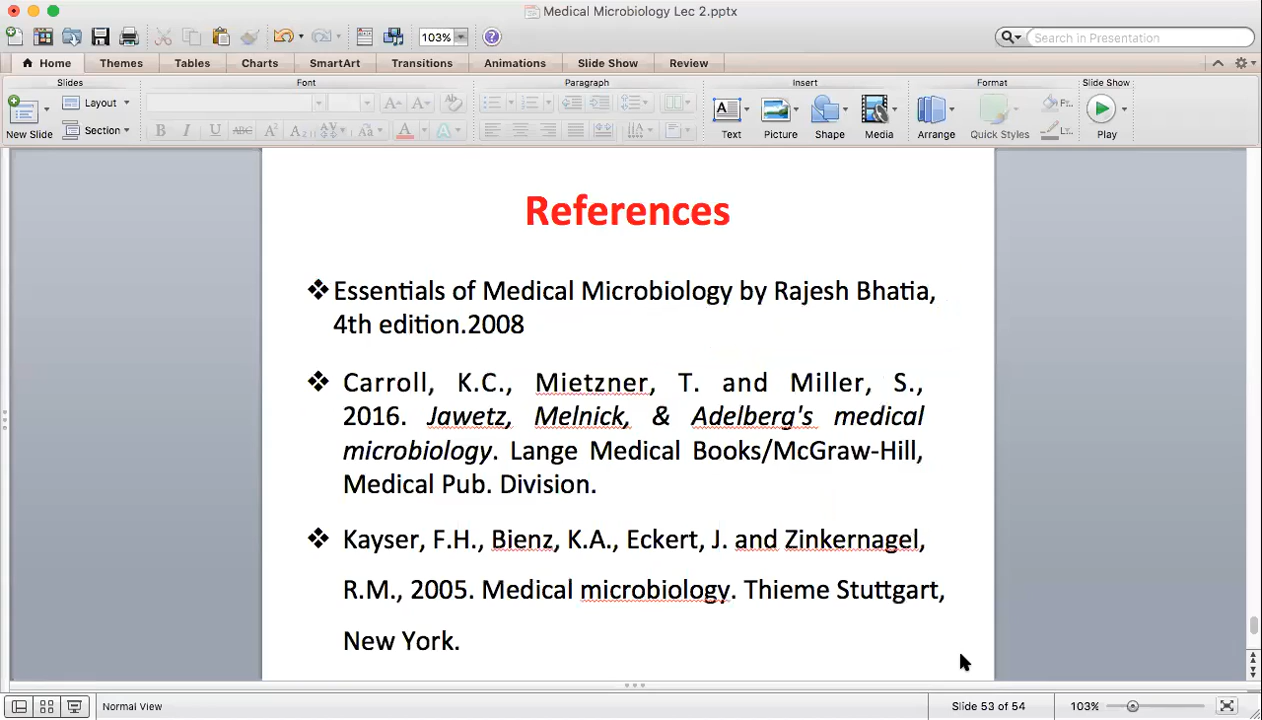 Medical Microbiology Lec 2.pptx
103%
Search in Presentation
Home Themes Tables Charts SmartArt Transitions Animations Slide Show Review
Slides Font Paragraph Insert Format Slide Show
New Slide Layout Section
B I U ABC A² A₂ Aa A A
Text Picture Shape Media Arrange Quick Styles Play
References
❖Essentials of Medical Microbiology by Rajesh Bhatia,
4th edition.2008
❖ Carroll, K.C., Mietzner, T. and Miller, S.,
2016. Jawetz, Melnick, & Adelberg's medical
microbiology. Lange Medical Books/McGraw-Hill,
Medical Pub. Division.
❖ Kayser, F.H., Bienz, K.A., Eckert, J. and Zinkernagel,
R.M., 2005. Medical microbiology. Thieme Stuttgart,
New York.
Normal View Slide 53 of 54 103%